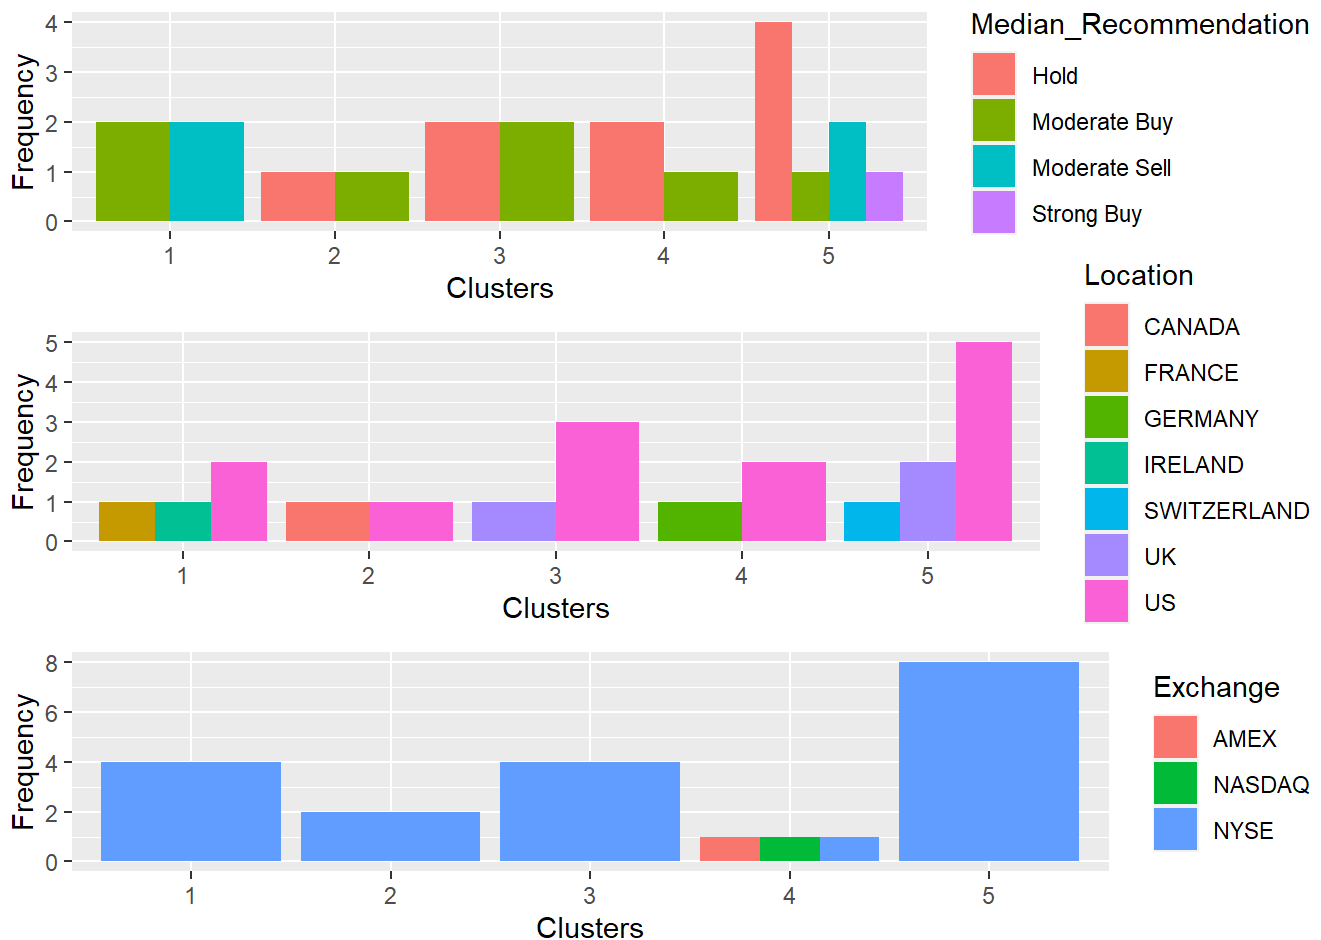 Median_Recommendation
Hold
Moderate Buy
Moderate Sell
Strong Buy
Frequency
4
3
2
1
0
1 2 3 4 5
Clusters
Location
CANADA
FRANCE
GERMANY
IRELAND
SWITZERLAND
UK
US
Frequency
5
4
3
2
1
0
1 2 3 4 5
Clusters
Exchange
AMEX
NASDAQ
NYSE
Frequency
8
6
4
2
0
1 2 3 4 5
Clusters